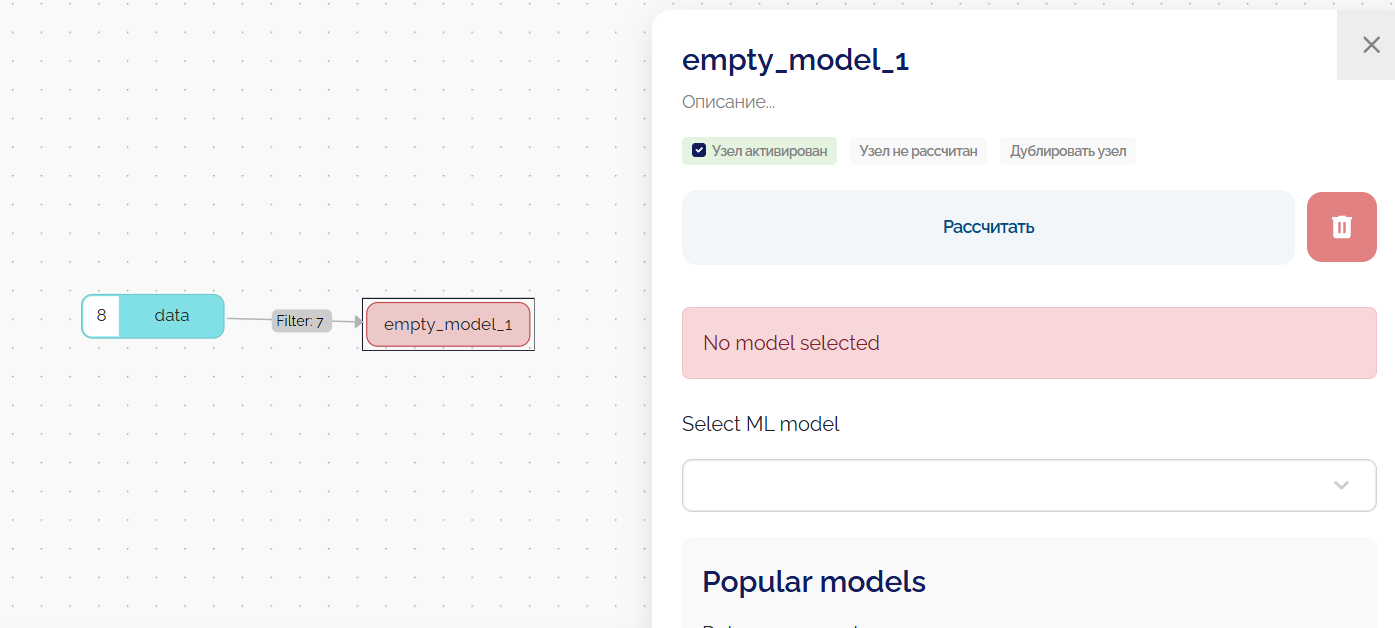 empty_model_1
Описание...
Узел активирован
Узел не рассчитан
Дублировать узел
Рассчитать
8
data
Filter: 7
empty_model_1
No model selected
Select ML model
Popular models